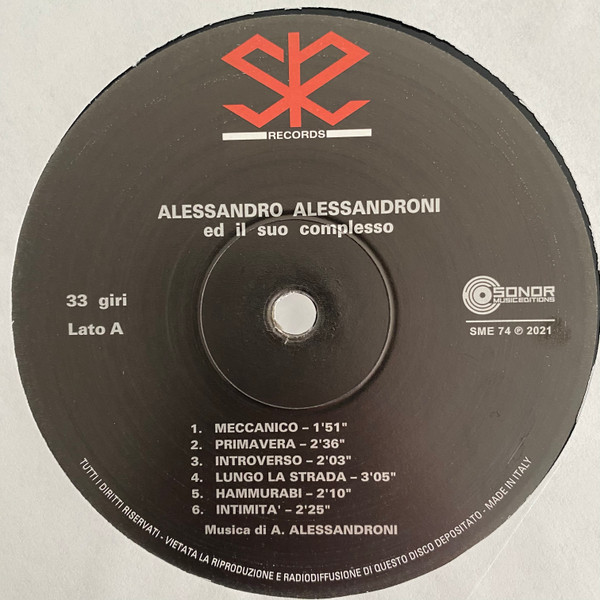 RECORDS
ALESSANDRO ALESSANDRONI
ed il suo complesso
33 giri
Lato A
SONOR
MUSICEDITIONS
SME 74 ℗ 2021
1. MECCANICO – 1'51"
2. PRIMAVERA – 2'36"
3. INTROVERSO – 2'03"
4. LUNGO LA STRADA – 3'05"
5. HAMMURABI – 2'10"
6. INTIMITA' – 2'25"
Musica di A. ALESSANDRONI
TUTTI I DIRITTI RISERVATI - VIETATA LA RIPRODUZIONE E RADIODIFFUSIONE DI QUESTO DISCO DEPOSITATO - MADE IN ITALY